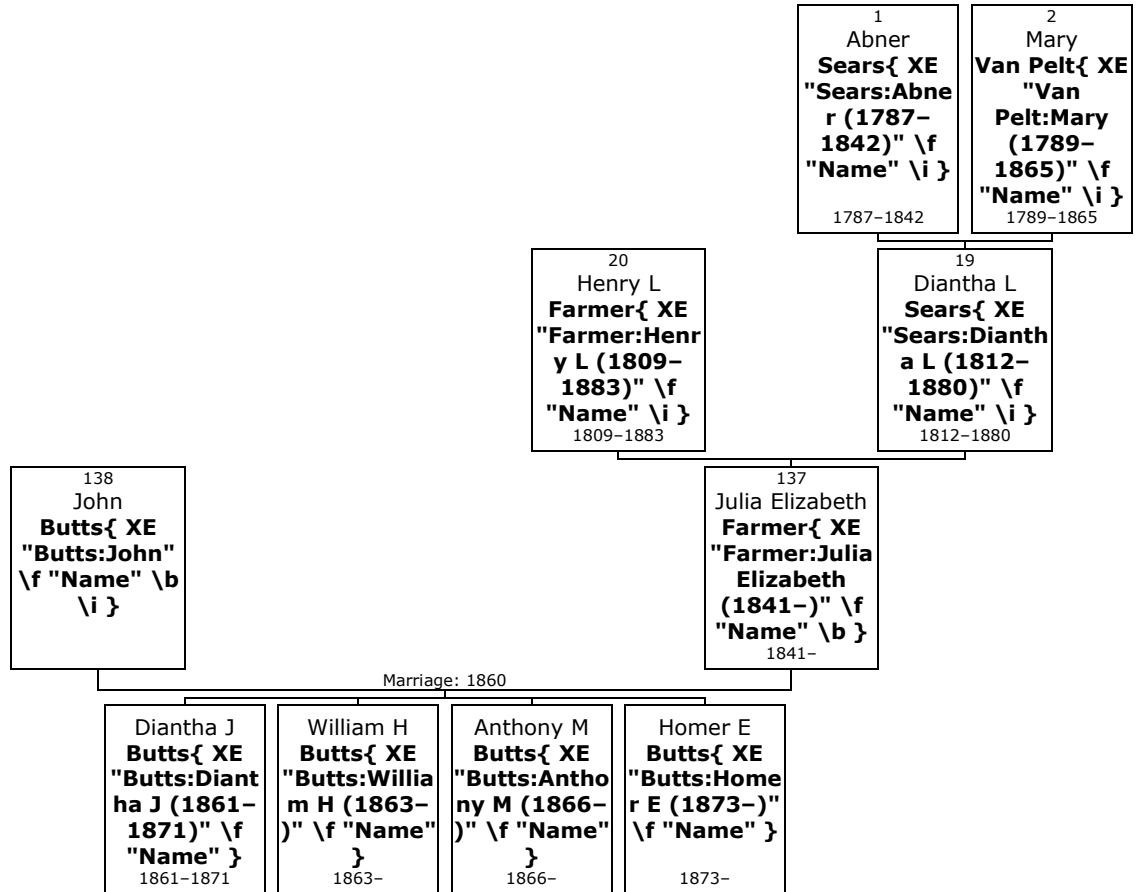 1
Abner
Sears{ XE
"Sears:Abne
r (1787–
1842)" \f
"Name" \i }
1787–1842
2
Mary
Van Pelt{ XE
"Van
Pelt:Mary
(1789–
1865)" \f
"Name" \i }
1789–1865
20
Henry L
Farmer{ XE
"Farmer:Henr
y L (1809–
1883)" \f
"Name" \i }
1809–1883
19
Diantha L
Sears{ XE
"Sears:Dianth
a L (1812–
1880)" \f
"Name" \i }
1812–1880
138
John
Butts{ XE
"Butts:John"
\f "Name" \b
\i }
137
Julia Elizabeth
Farmer{ XE
"Farmer:Julia
Elizabeth
(1841–)" \f
"Name" \b }
1841–
Marriage: 1860
Diantha J
Butts{ XE
"Butts:Diant
ha J (1861–
1871)" \f
"Name" }
1861–1871
William H
Butts{ XE
"Butts:Willia
m H (1863–
)" \f "Name"
}
1863–
Anthony M
Butts{ XE
"Butts:Antho
ny M (1866–
)" \f "Name"
}
1866–
Homer E
Butts{ XE
"Butts:Home
r E (1873–)"
\f "Name" }
1873–